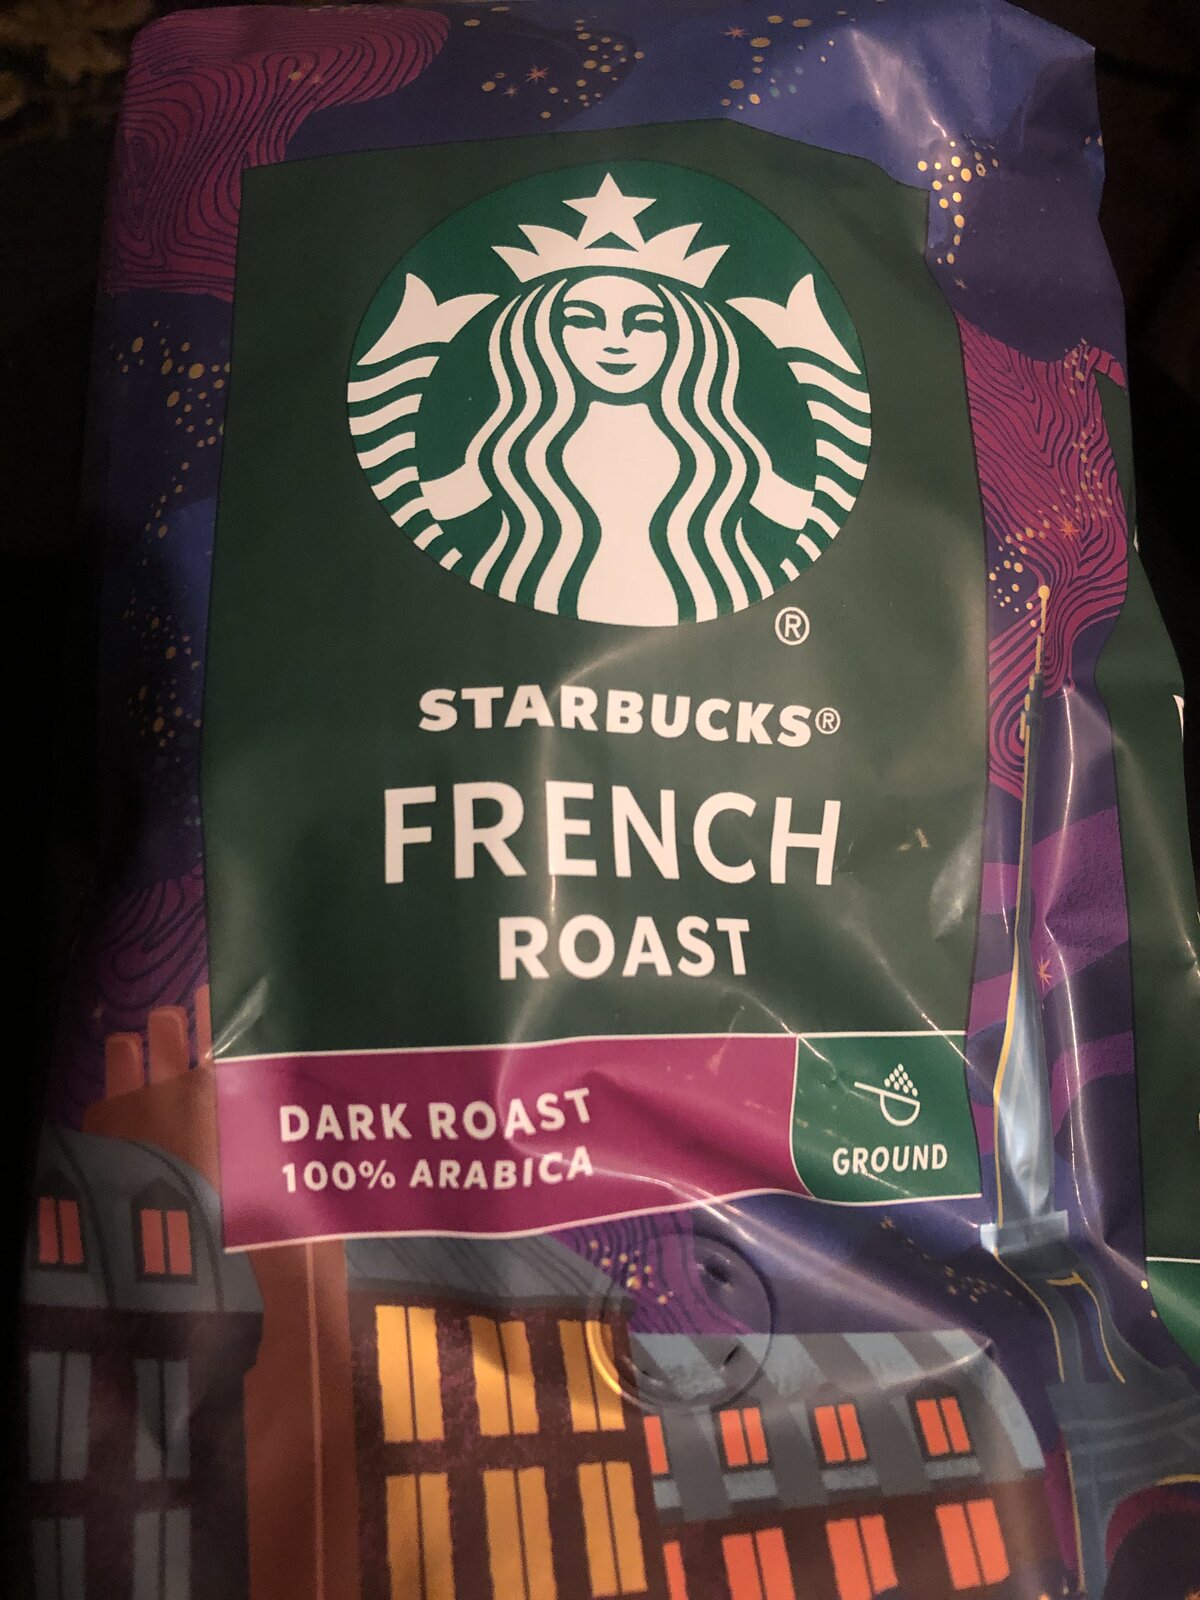 ®
STARBUCKS®
FRENCH
ROAST
DARK ROAST
100% ARABICA
GROUND